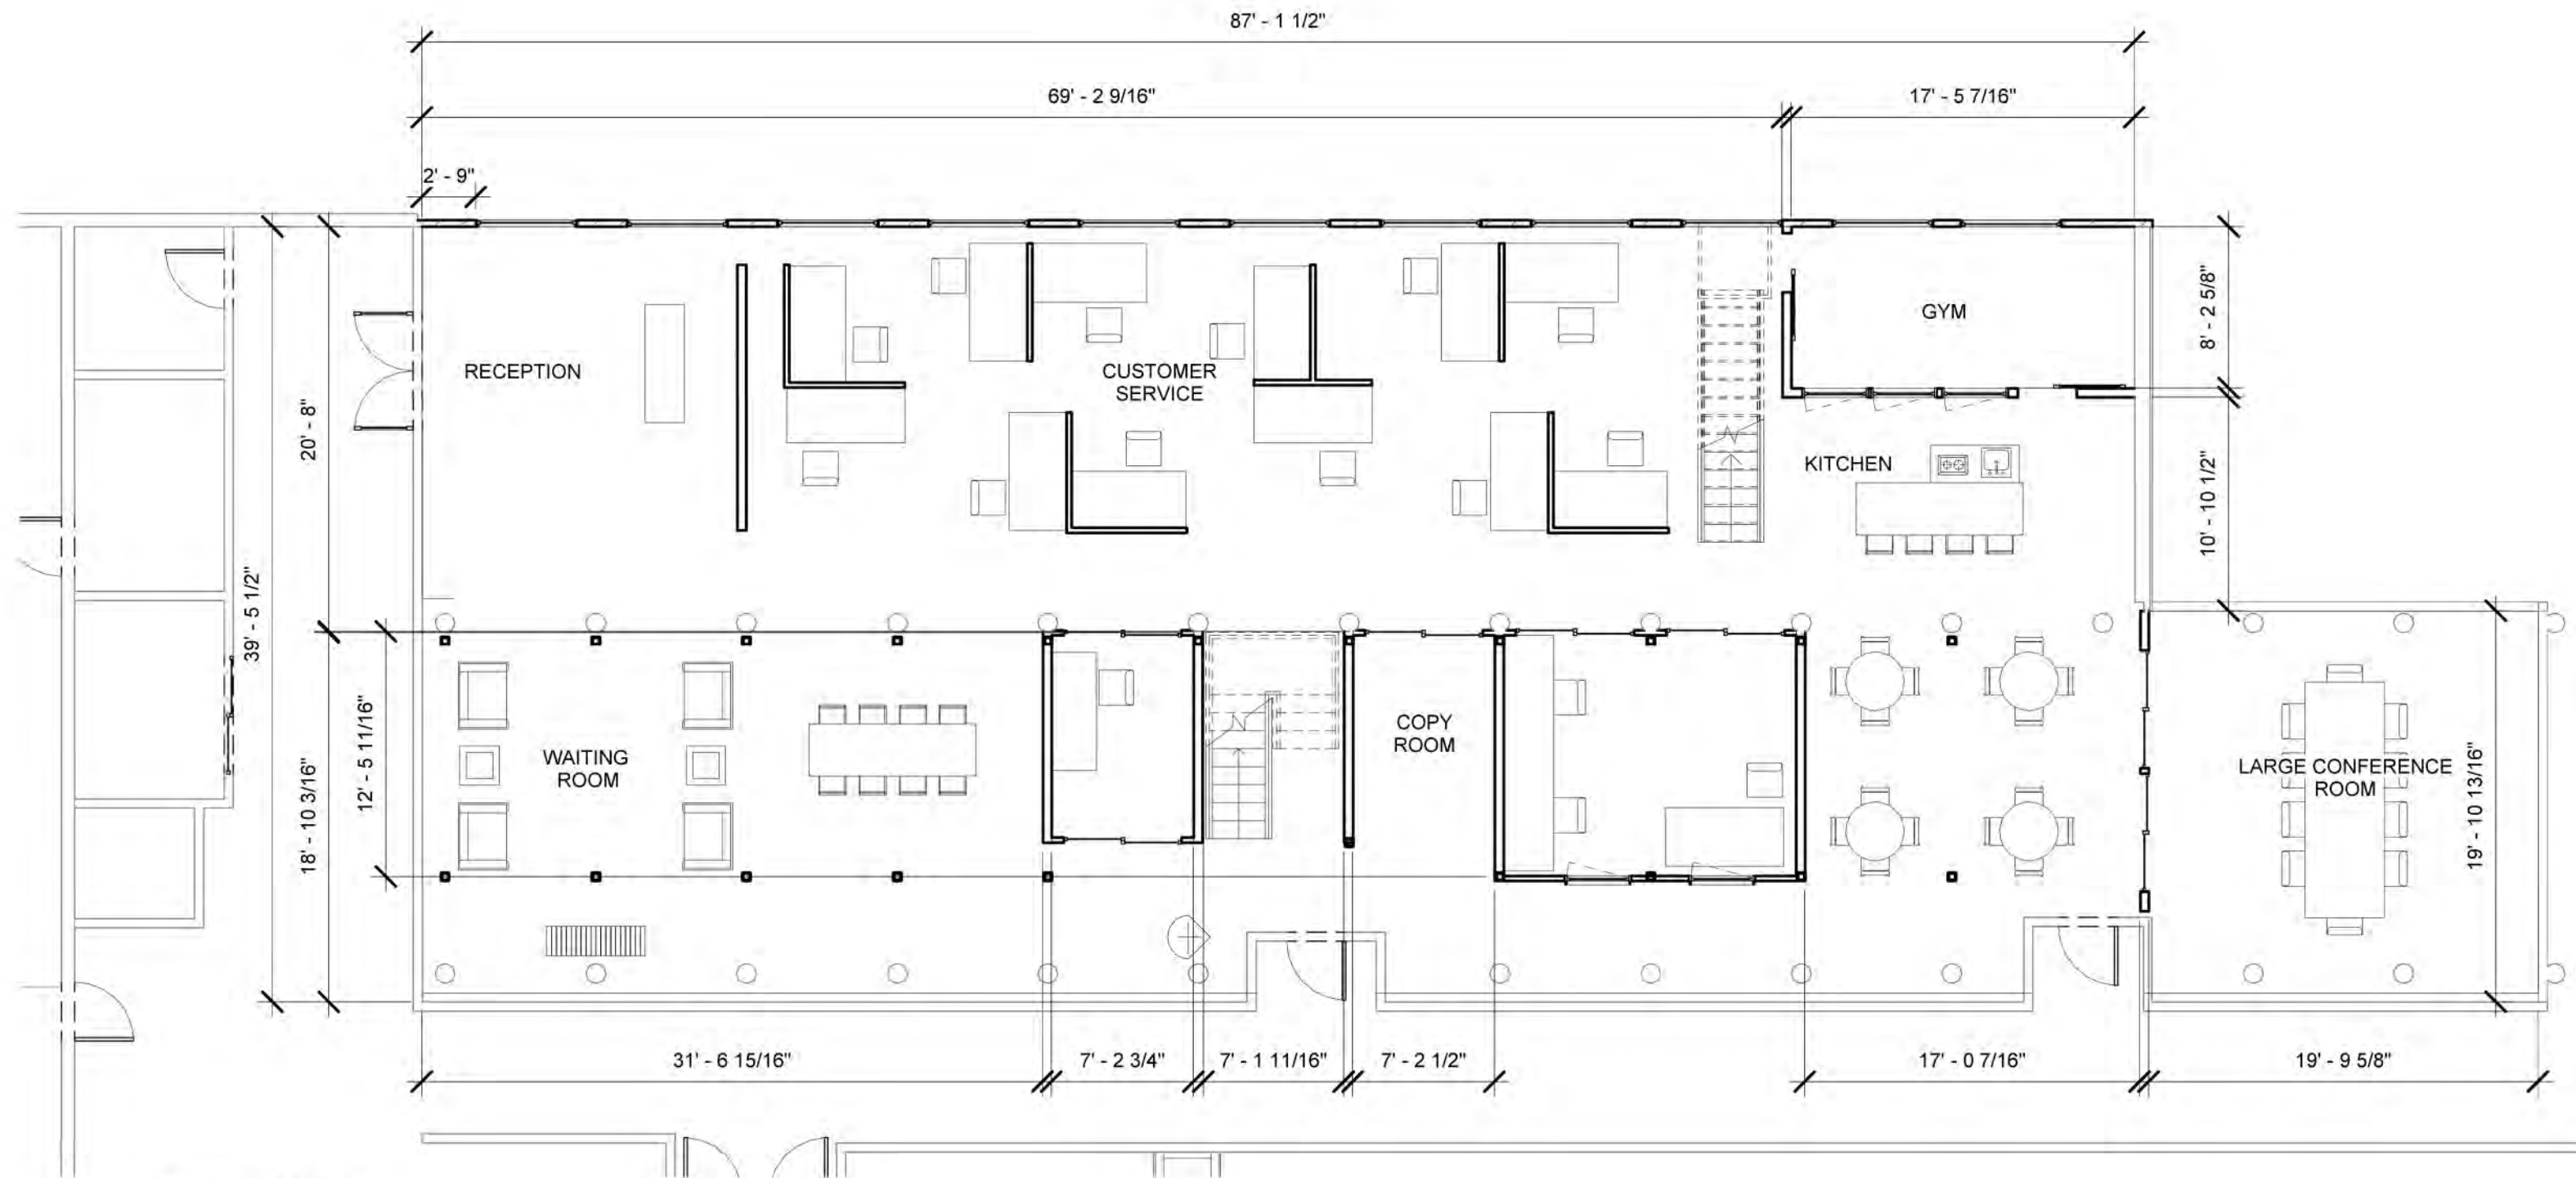 87' - 1 1/2"
69' - 2 9/16"
17' - 5 7/16"
2' - 9"
8' - 2 5/8"
GYM
RECEPTION
CUSTOMER
SERVICE
20' - 8"
KITCHEN
10' - 10 1/2"
39' - 5 1/2"
12' - 5 11/16"
18' - 10 3/16"
WAITING
ROOM
COPY
ROOM
LARGE CONFERENCE
ROOM
19' - 10 13/16"
31' - 6 15/16"
7' - 2 3/4"
7' - 1 11/16"
7' - 2 1/2"
17' - 0 7/16"
19' - 9 5/8"